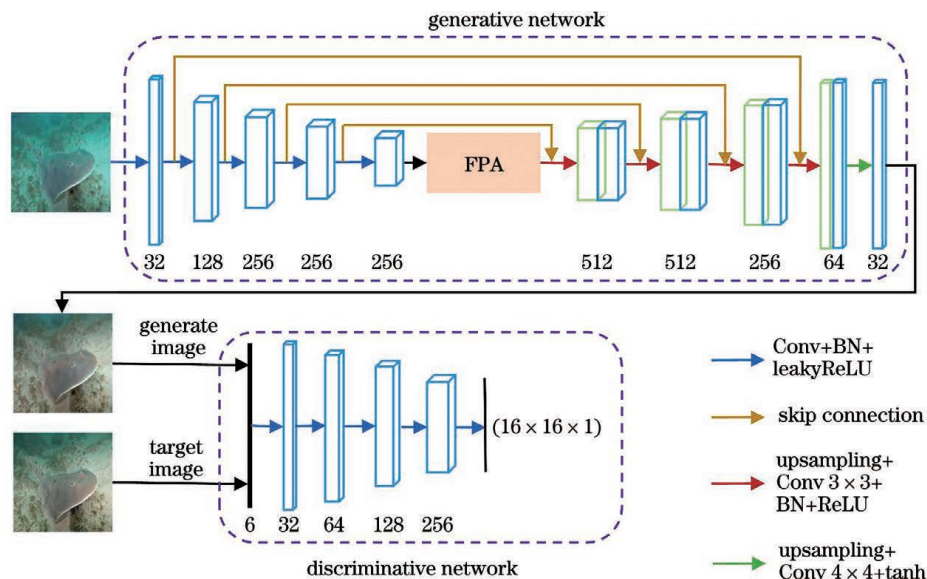 generative network
FPA
32 128 256 256 256 512 512 256 64 32
generate
image
target
image
(16 × 16 × 1)
6 32 64 128 256
discriminative network
Conv+BN+
leakyReLU
skip connection
upsampling+
Conv 3 × 3+
BN+ReLU
upsampling+
Conv 4 × 4+tanh